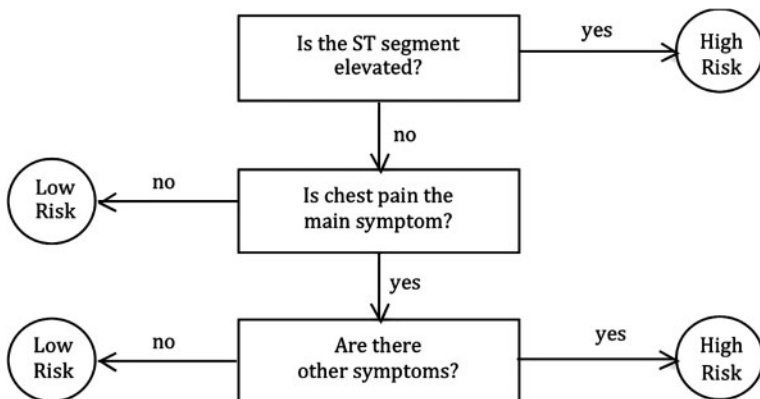 Is the ST segment
elevated?
yes
High
Risk
no
Low
Risk
no
Is chest pain the
main symptom?
yes
Low
Risk
no
Are there
other symptoms?
yes
High
Risk